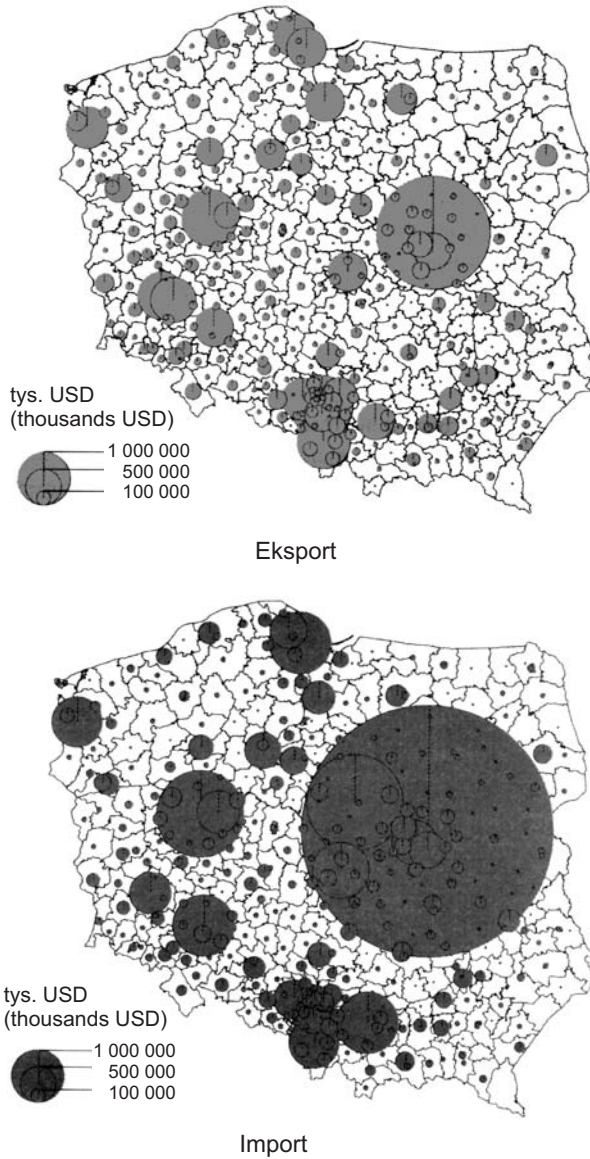 tys. USD
(thousands USD)
1 000 000
500 000
100 000
Eksport
tys. USD
(thousands USD)
1 000 000
500 000
100 000
Import